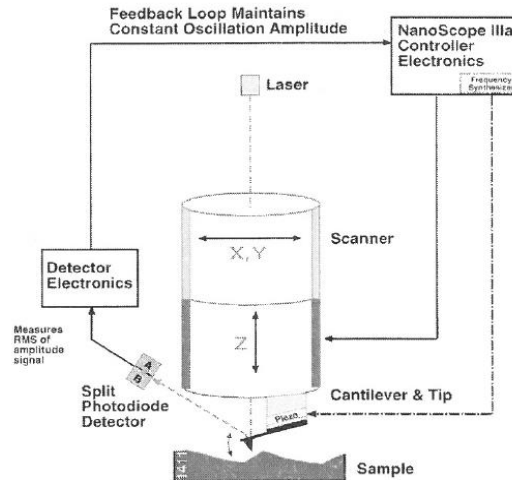 Feedback Loop Maintains
Constant Oscillation Amplitude
NanoScope IIIa
Controller
Electronics
Frequency
Synthesizer
Laser
X, Y
Scanner
Detector
Electronics
Z
Measures
RMS of
amplitude
signal
A
B
Split
Photodiode
Detector
Cantilever & Tip
Piezo
Sample